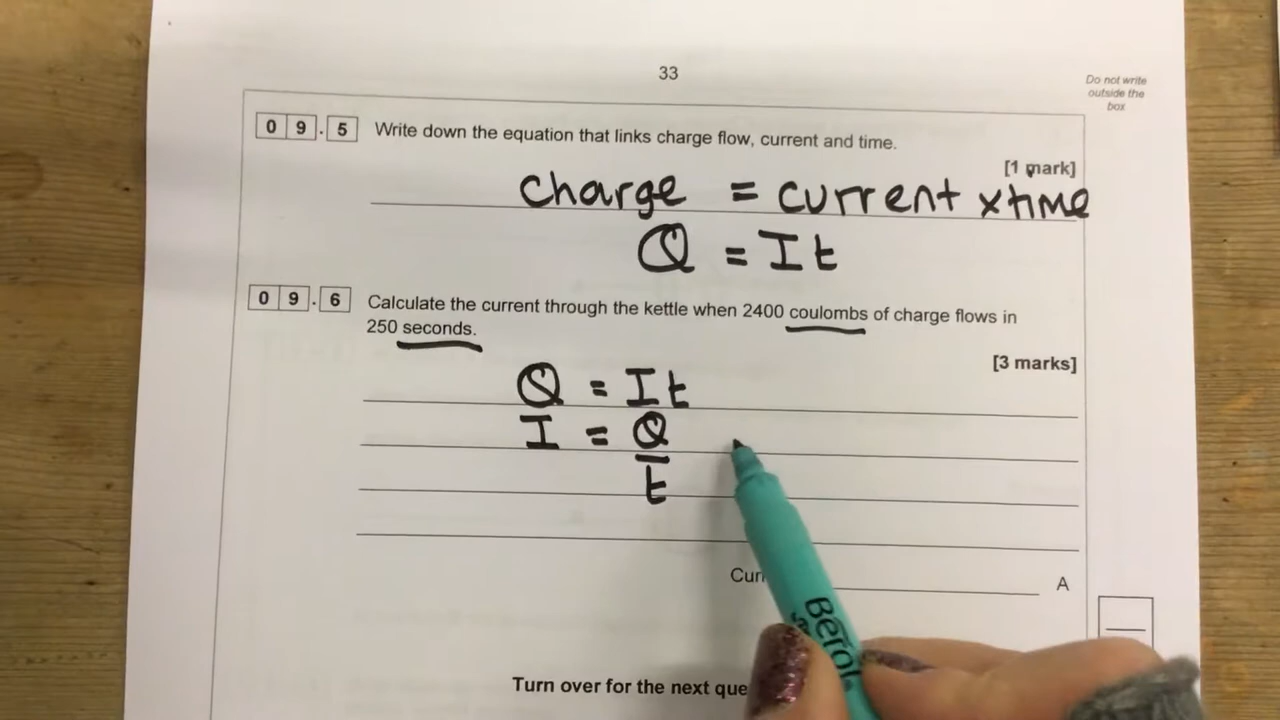 33
Do not write
outside the
box
0 9 . 5 Write down the equation that links charge flow, current and time.
[1 mark]
charge = current x time
Q = It
0 9 . 6 Calculate the current through the kettle when 2400 coulombs of charge flows in
250 seconds.
[3 marks]
Q = It
I = Q
t
A
Turn over for the next
Berol